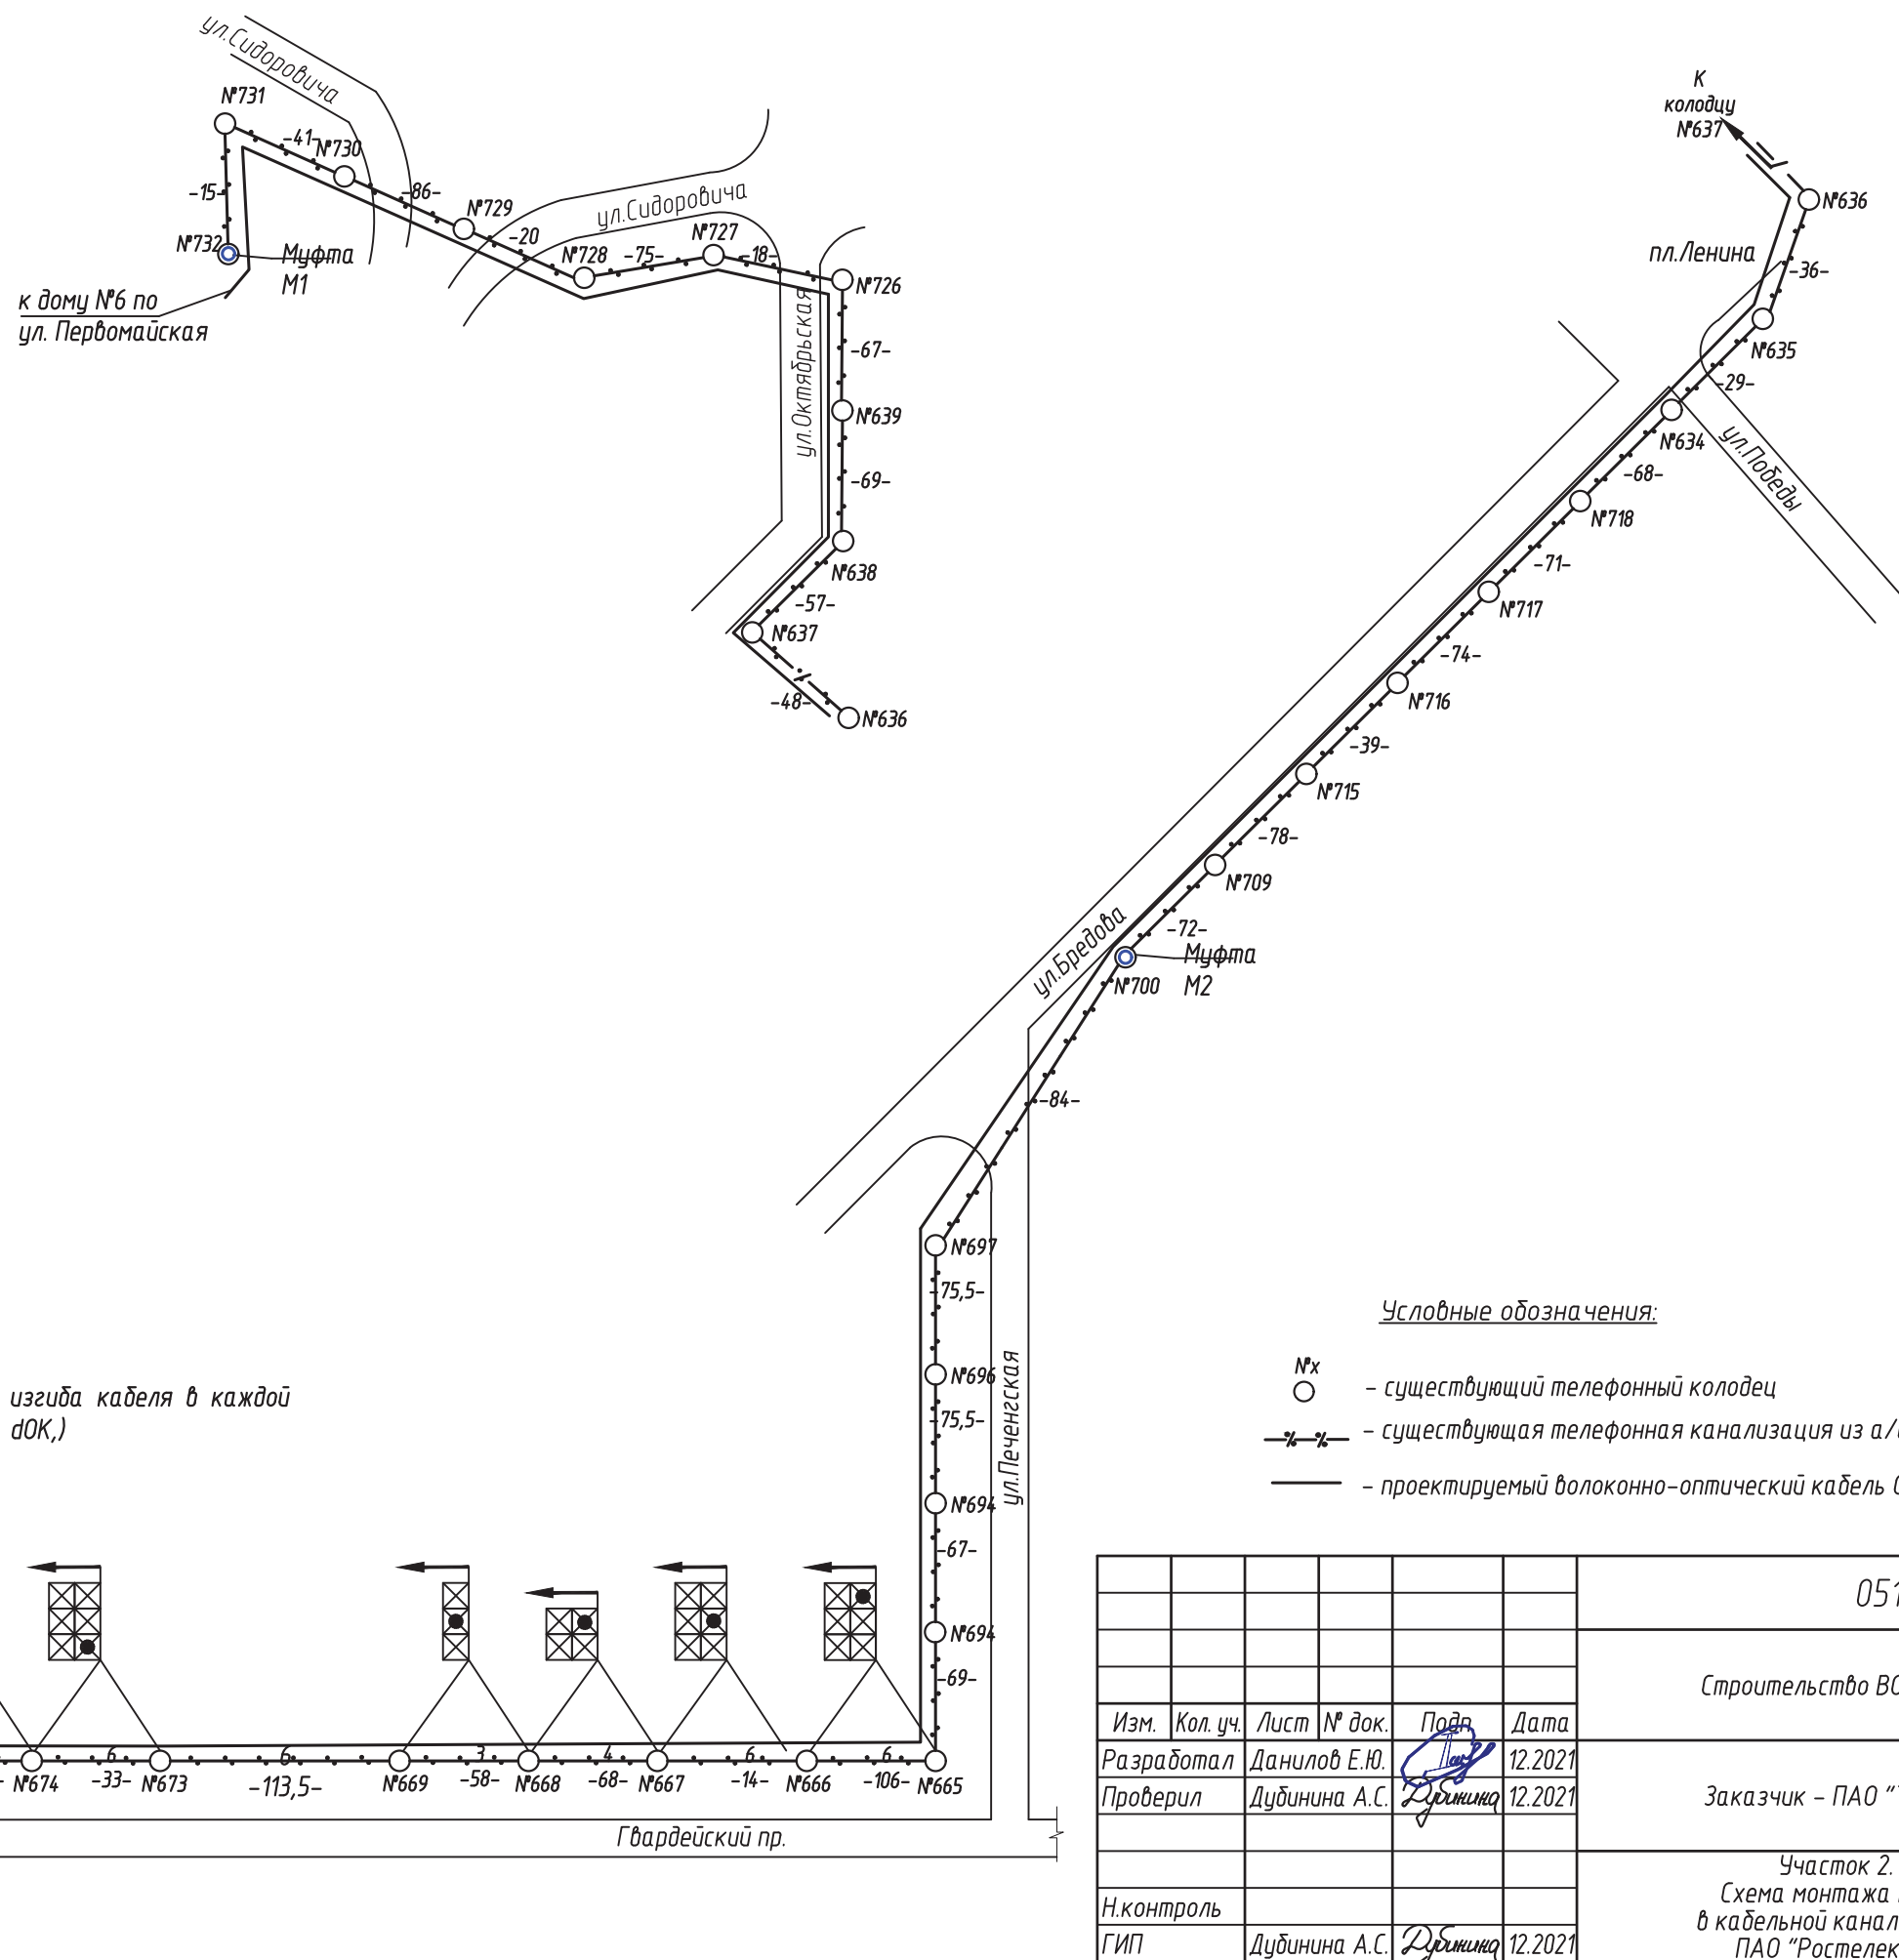 ул.Сидоровича
№731
-41-
№730
-86-
-15-
№729
-20
№732
Муфта
М1
к дому №6 по
ул. Первомайская
№728
ул.Сидоровича
-75-
№727
-18-
№726
ул.Октябрьская
-67-
№639
-69-
№638
-57-
№637
-48-
№636
К
колодцу
№637
№636
пл.Ленина
-36-
№635
-29-
№634
ул.Победы
-68-
№718
-71-
№717
-74-
№716
-39-
№715
-78-
№709
-72-
ул.Бредова
Муфта
№700
М2
-84-
№697
-75,5-
№696
-75,5-
№694
-67-
№694
-69-
ул.Печенгская
изгиба кабеля в каждой
dОК,)
Условные обозначения:
№х
- существующий телефонный колодец
- существующая телефонная канализация из а/
- проектируемый волоконно-оптический кабель
6 6 3 4 6 6
№674 -33- №673 -113,5- №669 -58- №668 -68- №667 -14- №666 -106- №665
Гвардейский пр.
051
Строительство ВО
Изм. Кол. уч. Лист № док. Подп. Дата
Разработал Данилов Е.Ю. 12.2021
Проверил Дубинина А.С. Дубинина 12.2021
Заказчик - ПАО "
Участок 2.
Схема монтажа
Н.контроль
в кабельной канал
ГИП Дубинина А.С. Дубинина 12.2021
ПАО "Ростелек